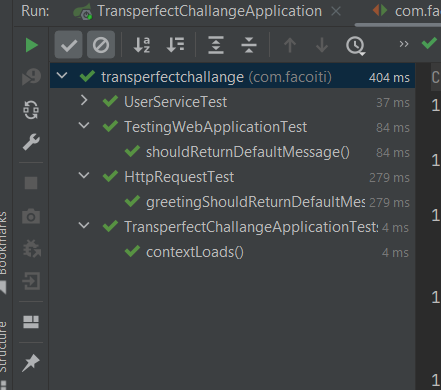 Run: TransperfectChallangeApplication com.fa
transperfectchallange (com.facoiti) 404 ms
UserServiceTest 37 ms
TestingWebApplicationTest 84 ms
shouldReturnDefaultMessage() 84 ms
HttpRequestTest 279 ms
greetingShouldReturnDefaultMes 279 ms
TransperfectChallangeApplicationTest 4 ms
contextLoads() 4 ms
Bookmarks
Structure